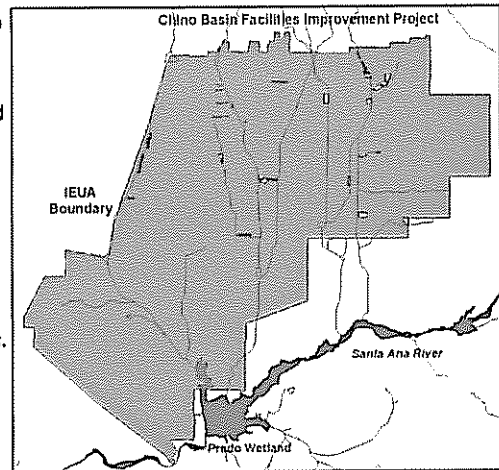 Chino Basin Facilities Improvement Project
IEUA
Boundary
Santa Ana River
Prado Wetland